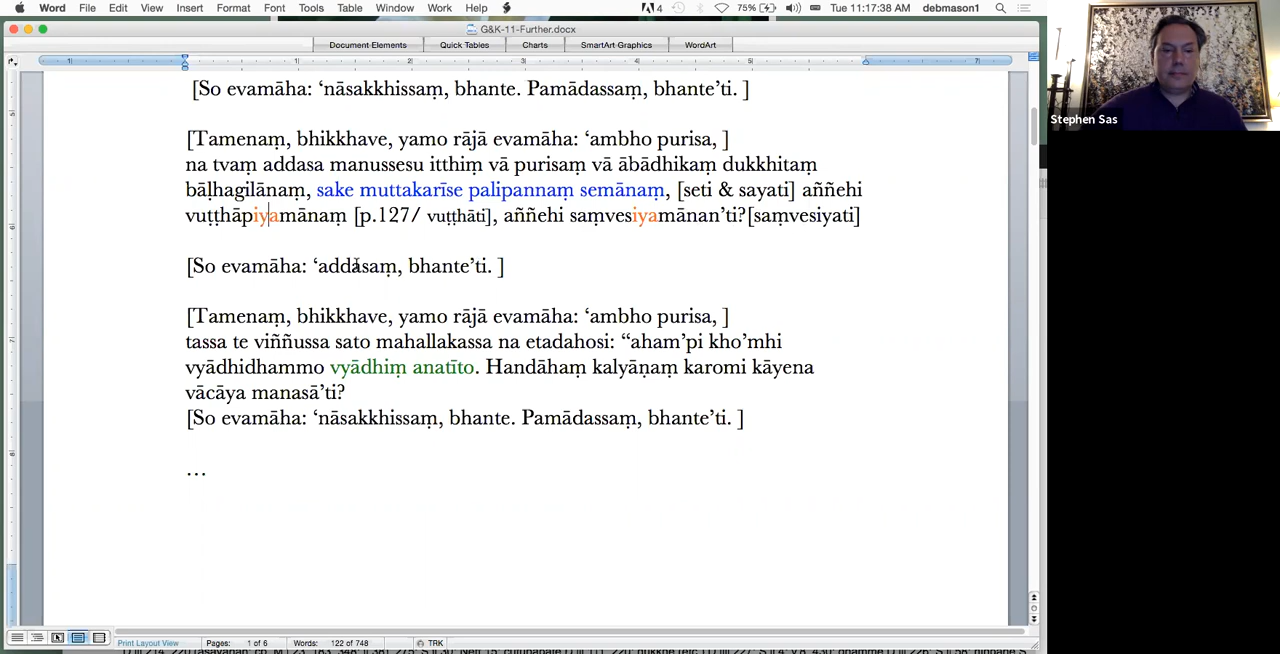 Word File Edit View Insert Format Font Tools Table Window Work Help 4 75% Tue 11:17:38 AM debmason1
G&K-11-Further.docx
Document Elements Quick Tables Charts SmartArt Graphics WordArt
[So evamāha: ‘nāsakkhissaṃ, bhante. Pamādassaṃ, bhante’ti. ]
[Tamenaṃ, bhikkhave, yamo rājā evamāha: ‘ambho purisa, ]
na tvaṃ addasa manussesu itthiṃ vā purisaṃ vā ābādhikaṃ dukkhitaṃ
bāḷhagilānaṃ, sake muttakarīse palipannaṃ semānaṃ, [seti & sayati] aññehi
vuṭṭhāpiyamānaṃ [p.127/ vuṭṭhāti], aññehi saṃvesiyamānan’ti?[saṃvesiyati]
[So evamāha: ‘addasaṃ, bhante’ti. ]
[Tamenaṃ, bhikkhave, yamo rājā evamāha: ‘ambho purisa, ]
tassa te viññussa sato mahallakassa na etadahosi: “aham’pi kho’mhi
vyādhidhammo vyādhiṃ anatīto. Handāhaṃ kalyāṇaṃ karomi kāyena
vācāya manasā’ti?
[So evamāha: ‘nāsakkhissaṃ, bhante. Pamādassaṃ, bhante’ti. ]
…
Print Layout View Pages: 1 of 6 Words: 122 of 748 TRK
Stephen Sas